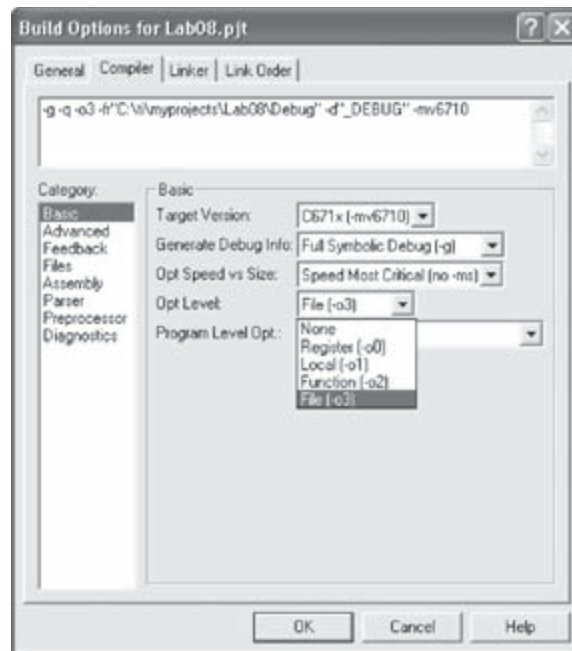 Build Options for Lab08.pjt
General Compiler Linker Link Order
-g -q -o3 -fr"C:\ti\myprojects\Lab08\Debug" -d"_DEBUG" -mv6710
Category:
Basic
Advanced
Feedback
Files
Assembly
Parser
Preprocessor
Diagnostics
Basic
Target Version: C671x (-mv6710)
Generate Debug Info: Full Symbolic Debug (-g)
Opt Speed vs Size: Speed Most Critical (no -ms)
Opt Level: File (-o3)
Program Level Opt.:
None
Register (-o0)
Local (-o1)
Function (-o2)
File (-o3)
OK Cancel Help